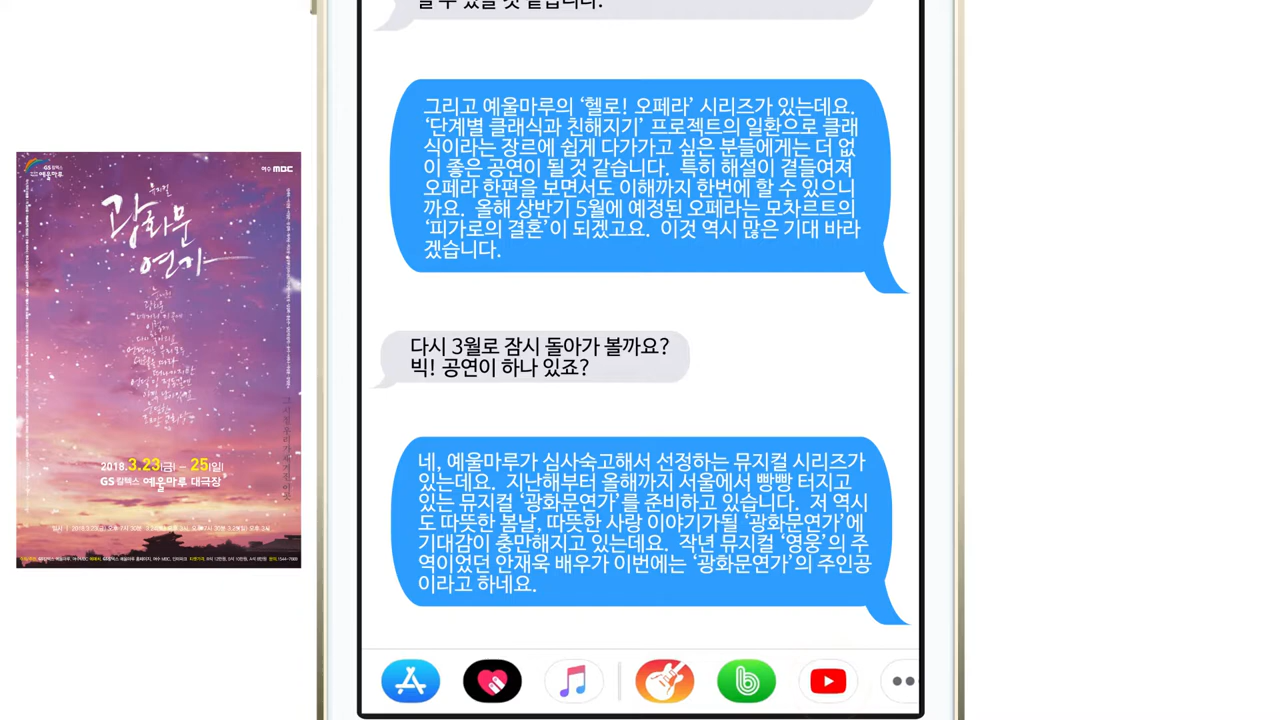 그리고 예울마루의 ‘헬로! 오페라’ 시리즈가 있는데요.
‘단계별 클래식과 친해지기’ 프로젝트의 일환으로 클래
식이라는 장르에 쉽게 다가가고 싶은 분들에게는 더 없
이 좋은 공연이 될 것 같습니다. 특히 해설이 곁들여져
오페라 한편을 보면서도 이해까지 한번에 할 수 있으니
까요. 올해 상반기 5월에 예정된 오페라는 모차르트의
‘피가로의 결혼’이 되겠고요. 이것 역시 많은 기대 바라
겠습니다.
다시 3월로 잠시 돌아가 볼까요?
빅! 공연이 하나 있죠?
네, 예울마루가 심사숙고해서 선정하는 뮤지컬 시리즈가
있는데요. 지난해부터 올해까지 서울에서 빵빵 터지고
있는 뮤지컬 ‘광화문연가’를 준비하고 있습니다. 저 역시
도 따뜻한 봄날, 따뜻한 사랑 이야기가될 ‘광화문연가’에
기대감이 충만해지고 있는데요. 작년 뮤지컬 ‘영웅’의 주
역이었던 안재욱 배우가 이번에는 ‘광화문연가’의 주인공
이라고 하네요.
GS칼텍스
예울마루
여수 MBC
뮤지컬
광화문
연가
2018.3.23(금) – 25(일)
GS칼텍스 예울마루 대극장